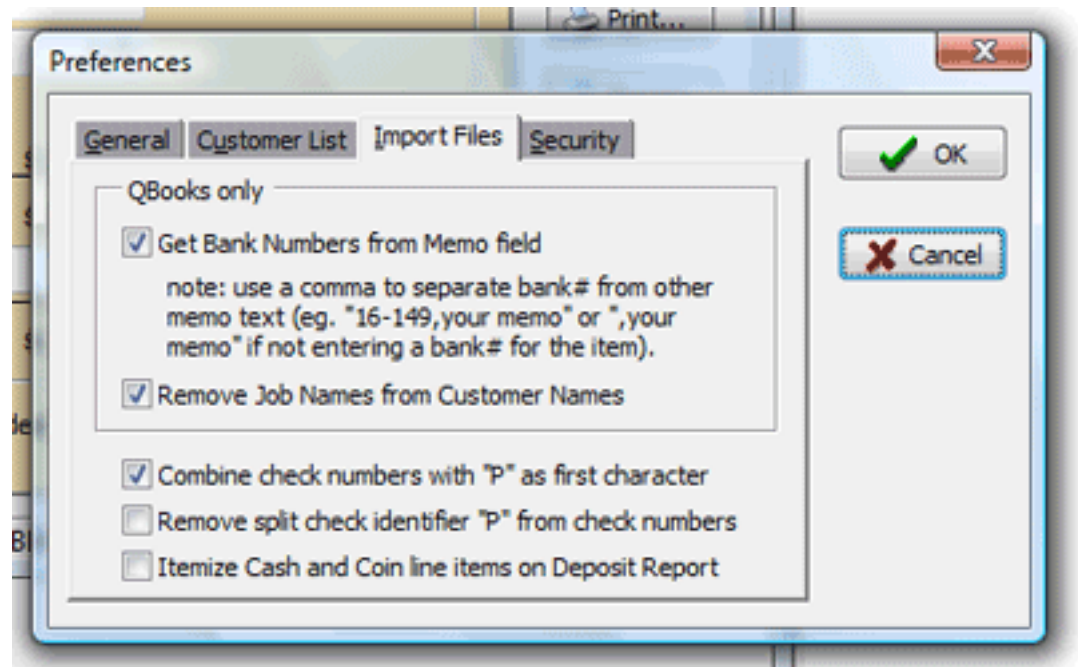 Print...
Preferences
General Customer List Import Files Security
OK
QBooks only
Get Bank Numbers from Memo field
Cancel
note: use a comma to separate bank# from other
memo text (eg. "16-149,your memo" or ",your
memo" if not entering a bank# for the item).
Remove Job Names from Customer Names
Combine check numbers with "P" as first character
Remove split check identifier "P" from check numbers
Itemize Cash and Coin line items on Deposit Report